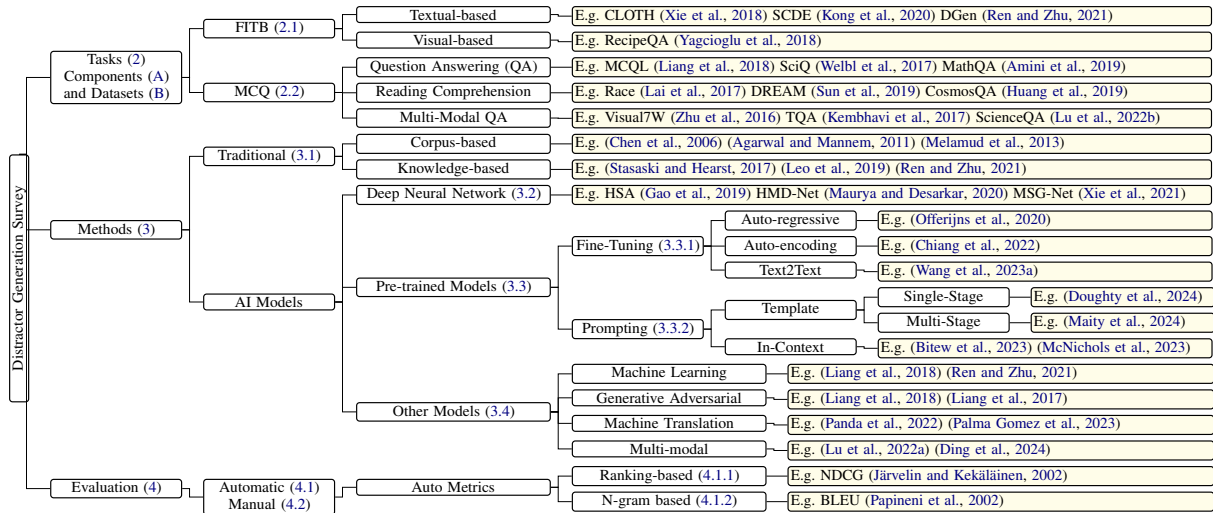 Distractor Generation Survey
Tasks (2)
Components (A)
and Datasets (B)
FITB (2.1)
Textual-based
E.g. CLOTH (Xie et al., 2018) SCDE (Kong et al., 2020) DGen (Ren and Zhu, 2021)
Visual-based
E.g. RecipeQA (Yagcioglu et al., 2018)
MCQ (2.2)
Question Answering (QA)
E.g. MCQL (Liang et al., 2018) SciQ (Welbl et al., 2017) MathQA (Amini et al., 2019)
Reading Comprehension
E.g. Race (Lai et al., 2017) DREAM (Sun et al., 2019) CosmosQA (Huang et al., 2019)
Multi-Modal QA
E.g. Visual7W (Zhu et al., 2016) TQA (Kembhavi et al., 2017) ScienceQA (Lu et al., 2022b)
Methods (3)
Traditional (3.1)
Corpus-based
E.g. (Chen et al., 2006) (Agarwal and Mannem, 2011) (Melamud et al., 2013)
Knowledge-based
E.g. (Stasaski and Hearst, 2017) (Leo et al., 2019) (Ren and Zhu, 2021)
AI Models
Deep Neural Network (3.2)
E.g. HSA (Gao et al., 2019) HMD-Net (Maurya and Desarkar, 2020) MSG-Net (Xie et al., 2021)
Pre-trained Models (3.3)
Fine-Tuning (3.3.1)
Auto-regressive
E.g. (Offerijns et al., 2020)
Auto-encoding
E.g. (Chiang et al., 2022)
Text2Text
E.g. (Wang et al., 2023a)
Prompting (3.3.2)
Template
Single-Stage
E.g. (Doughty et al., 2024)
Multi-Stage
E.g. (Maity et al., 2024)
In-Context
E.g. (Bitew et al., 2023) (McNichols et al., 2023)
Other Models (3.4)
Machine Learning
E.g. (Liang et al., 2018) (Ren and Zhu, 2021)
Generative Adversarial
E.g. (Liang et al., 2018) (Liang et al., 2017)
Machine Translation
E.g. (Panda et al., 2022) (Palma Gomez et al., 2023)
Multi-modal
E.g. (Lu et al., 2022a) (Ding et al., 2024)
Evaluation (4)
Automatic (4.1)
Manual (4.2)
Auto Metrics
Ranking-based (4.1.1)
E.g. NDCG (Järvelin and Kekäläinen, 2002)
N-gram based (4.1.2)
E.g. BLEU (Papineni et al., 2002)